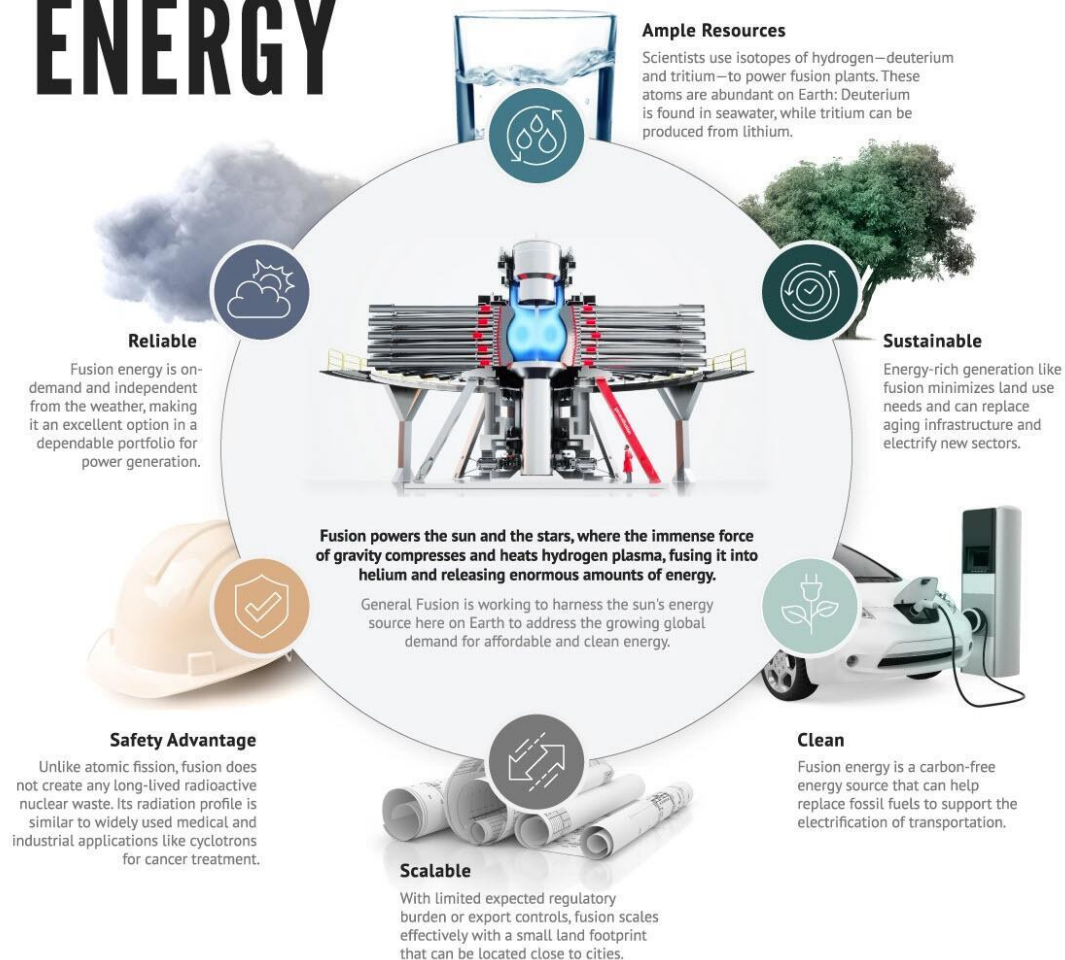 ENERGY
Ample Resources
Scientists use isotopes of hydrogen—deuterium
and tritium—to power fusion plants. These
atoms are abundant on Earth: Deuterium
is found in seawater, while tritium can be
produced from lithium.
Reliable
Fusion energy is on-
demand and independent
from the weather, making
it an excellent option in a
dependable portfolio for
power generation.
Sustainable
Energy-rich generation like
fusion minimizes land use
needs and can replace
aging infrastructure and
electrify new sectors.
Fusion powers the sun and the stars, where the immense force
of gravity compresses and heats hydrogen plasma, fusing it into
helium and releasing enormous amounts of energy.
General Fusion is working to harness the sun's energy
source here on Earth to address the growing global
demand for affordable and clean energy.
Safety Advantage
Unlike atomic fission, fusion does
not create any long-lived radioactive
nuclear waste. Its radiation profile is
similar to widely used medical and
industrial applications like cyclotrons
for cancer treatment.
Clean
Fusion energy is a carbon-free
energy source that can help
replace fossil fuels to support the
electrification of transportation.
Scalable
With limited expected regulatory
burden or export controls, fusion scales
effectively with a small land footprint
that can be located close to cities.